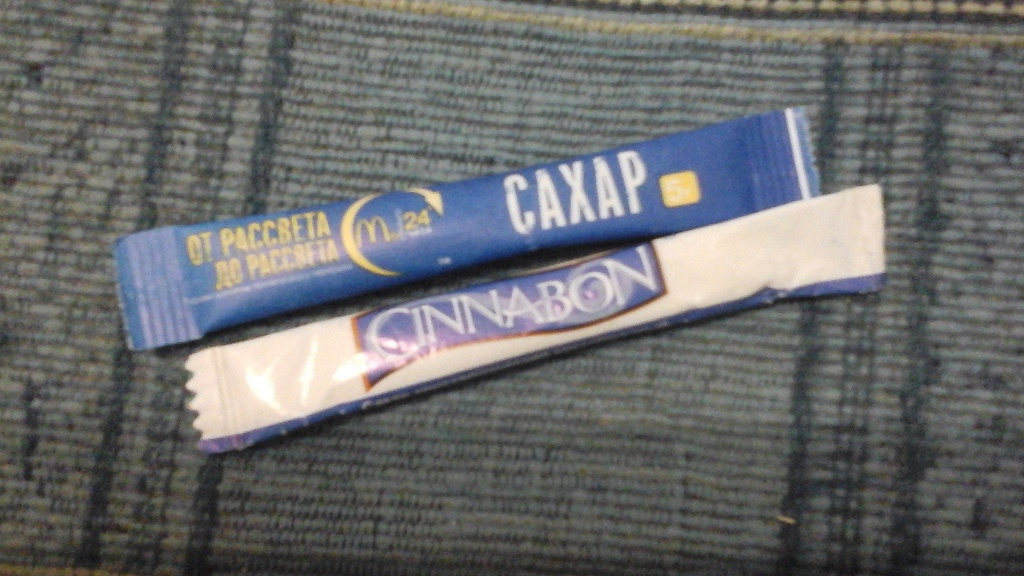 ОТ РАССВЕТА
ДО РАССВЕТА
24
САХАР
5г
CINNABON